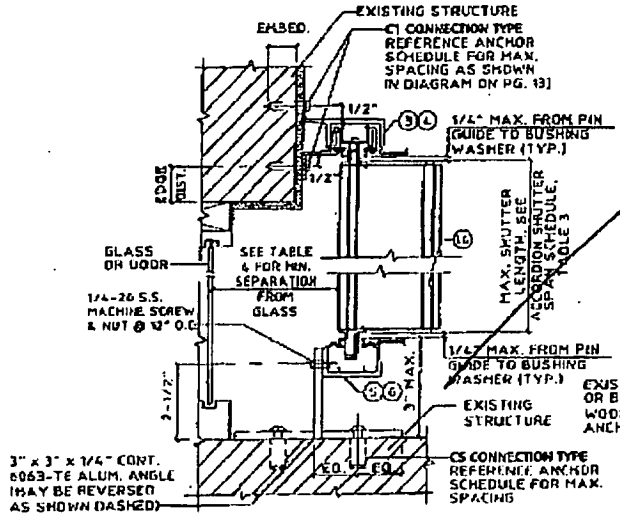 EMBED.
EXISTING STRUCTURE
C1 CONNECTION TYPE
REFERENCE ANCHOR
SCHEDULE FOR MAX.
SPACING AS SHOWN
IN DIAGRAM ON PG. 13]
1/2"
3 4
1/4" MAX. FROM PIN
GUIDE TO BUSHING
WASHER (TYP.)
EDGE
DIST.
1/2"
GLASS
OR DOOR
SEE TABLE
4 FOR MIN.
SEPARATION
FROM
GLASS
16
MAX. SHUTTER
LENGTH. SEE
ACCORDION SHUTTER
SPAN SCHEDULE,
TABLE 3
1/4-20 S.S.
MACHINE SCREW
& NUT @ 12" O.C.
1/4" MAX. FROM PIN
GUIDE TO BUSHING
WASHER (TYP.)
5 6
3" MAX.
EXIS
OR B
WOO
ANCH
EXISTING
STRUCTURE
3" x 3" x 1/4" CONT.
6063-T6 ALUM. ANGLE
(MAY BE REVERSED
AS SHOWN DASHED)
EQ. EQ.
C5 CONNECTION TYPE
REFERENCE ANCHOR
SCHEDULE FOR MAX.
SPACING